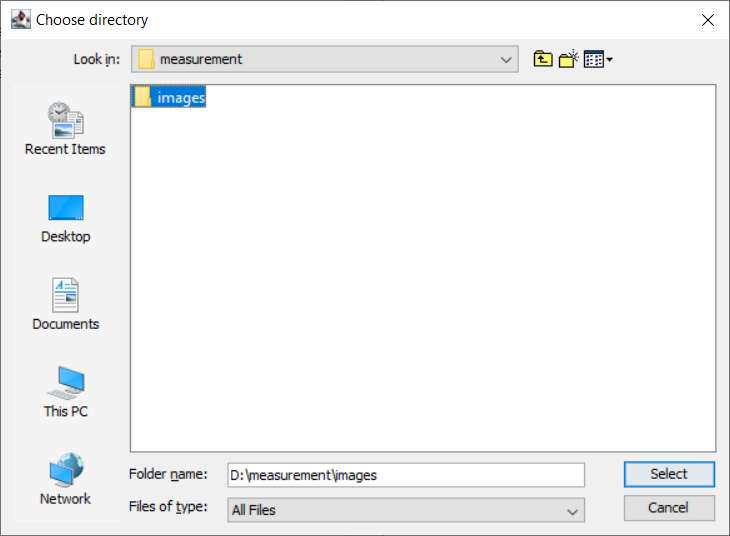 Choose directory
Look in:
measurement
images
Recent Items
Desktop
Documents
This PC
Network
Folder name:
D:\measurement\images
Select
Files of type:
All Files
Cancel